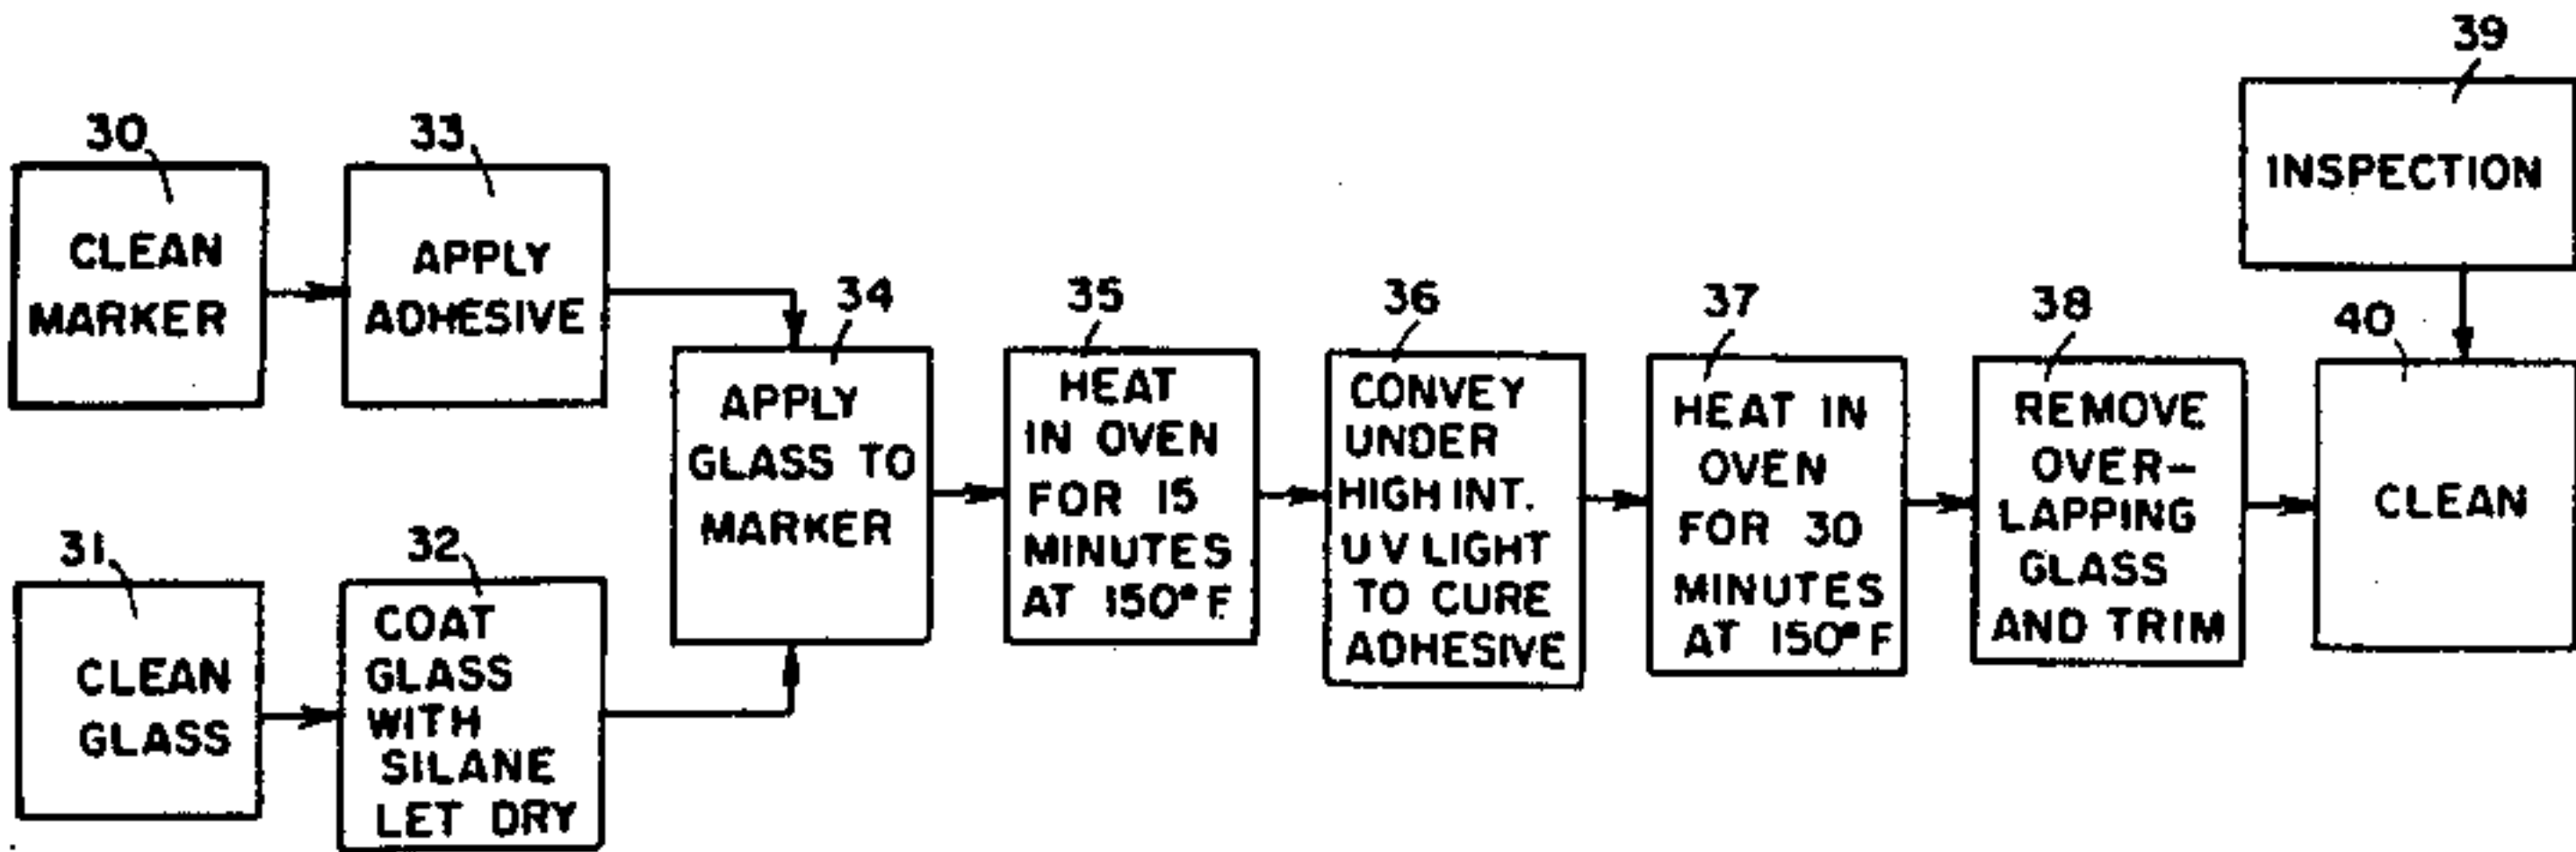 30
CLEAN
MARKER
33
APPLY
ADHESIVE
31
CLEAN
GLASS
32
COAT
GLASS
WITH
SILANE
LET DRY
34
APPLY
GLASS TO
MARKER
35
HEAT
IN OVEN
FOR 15
MINUTES
AT 150°F
36
CONVEY
UNDER
HIGH INT.
UV LIGHT
TO CURE
ADHESIVE
37
HEAT IN
OVEN
FOR 30
MINUTES
AT 150°F
38
REMOVE
OVER-
LAPPING
GLASS
AND TRIM
39
INSPECTION
40
CLEAN